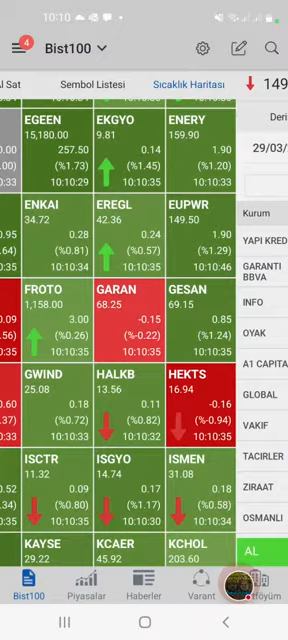 10:10
4
Bist100
l Sat
Sembol Listesi
Sıcaklık Haritası
149
EGEEN
15,180.00
257.50
(%1.73)
10:10:29
EKGYO
9.81
0.14
(%1.45)
10:10:35
ENERY
159.90
1.90
(%1.20)
10:10:33
Deri
29/03/2
ENKAI
34.72
0.28
(%0.81)
10:10:34
EREGL
42.36
0.24
(%0.57)
10:10:35
EUPWR
149.50
1.90
(%1.29)
10:10:46
Kurum
YAPI KRED
GARANTI
BBVA
FROTO
1,158.00
3.00
(%0.26)
10:10:35
GARAN
68.25
-0.15
(%-0.22)
10:10:35
GESAN
69.15
0.85
(%1.24)
10:10:35
INFO
OYAK
A1 CAPITA
GWIND
25.08
0.18
(%0.72)
10:10:33
HALKB
13.56
0.11
(%0.82)
10:10:32
HEKTS
16.94
-0.16
(%-0.94)
10:10:35
GLOBAL
VAKIF
ISCTR
11.32
0.09
(%0.80)
10:10:35
ISGYO
14.74
0.17
(%1.17)
10:10:30
ISMEN
31.08
0.18
(%0.58)
10:10:34
TACIRLER
ZIRAAT
OSMANLI
KAYSE
29.22
KCAER
45.92
KCHOL
203.60
AL
Bist100
Piyasalar
Haberler
Varant
tföyüm